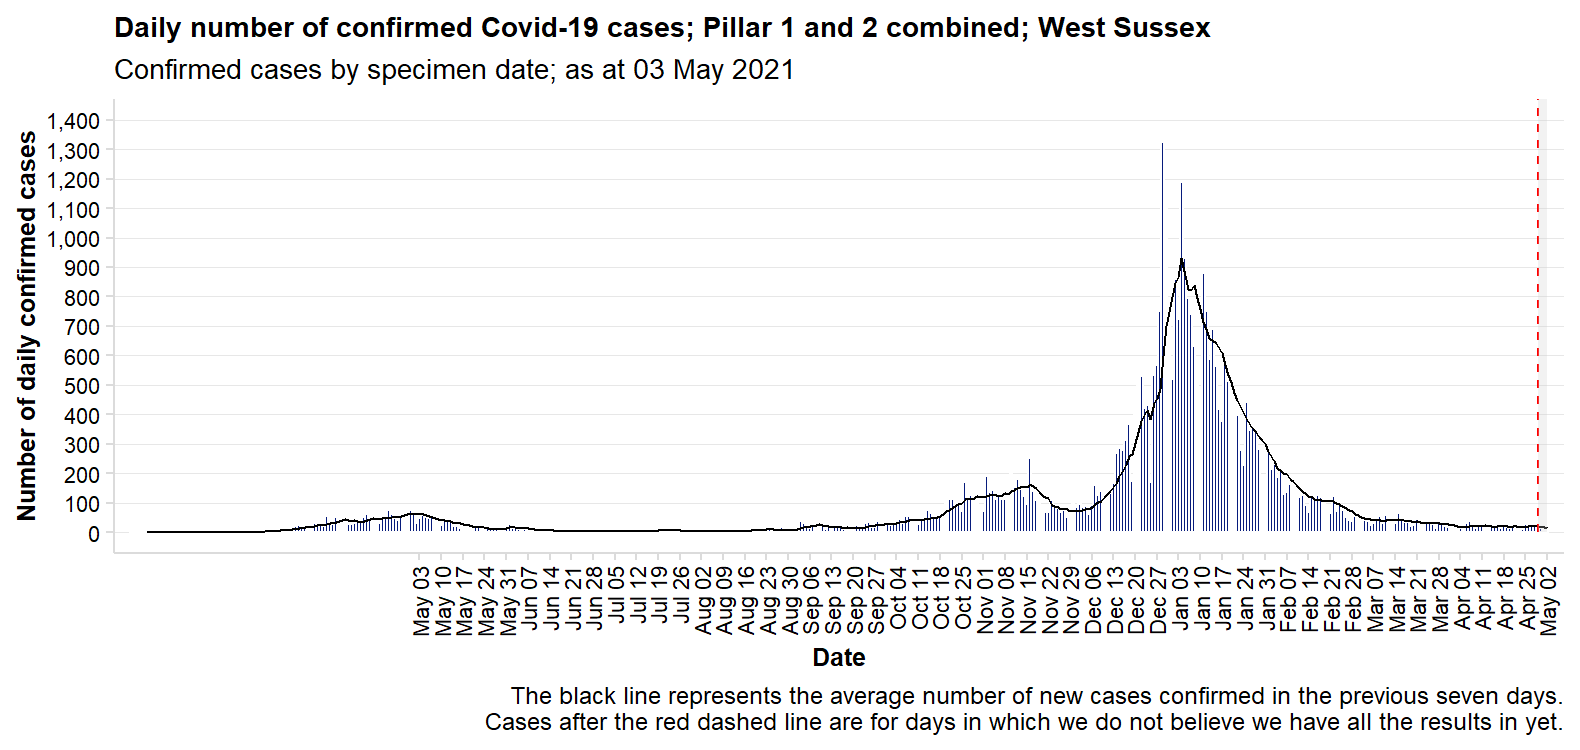 Daily number of confirmed Covid-19 cases; Pillar 1 and 2 combined; West Sussex
Confirmed cases by specimen date; as at 03 May 2021
Number of daily confirmed cases
1,400
1,300
1,200
1,100
1,000
900
800
700
600
500
400
300
200
100
0
May 03
May 10
May 17
May 24
May 31
Jun 07
Jun 14
Jun 21
Jun 28
Jul 05
Jul 12
Jul 19
Jul 26
Aug 02
Aug 09
Aug 16
Aug 23
Aug 30
Sep 06
Sep 13
Sep 20
Sep 27
Oct 04
Oct 11
Oct 18
Oct 25
Nov 01
Nov 08
Nov 15
Nov 22
Nov 29
Dec 06
Dec 13
Dec 20
Dec 27
Jan 03
Jan 10
Jan 17
Jan 24
Jan 31
Feb 07
Feb 14
Feb 21
Feb 28
Mar 07
Mar 14
Mar 21
Mar 28
Apr 04
Apr 11
Apr 18
Apr 25
May 02
Date
The black line represents the average number of new cases confirmed in the previous seven days.
Cases after the red dashed line are for days in which we do not believe we have all the results in yet.